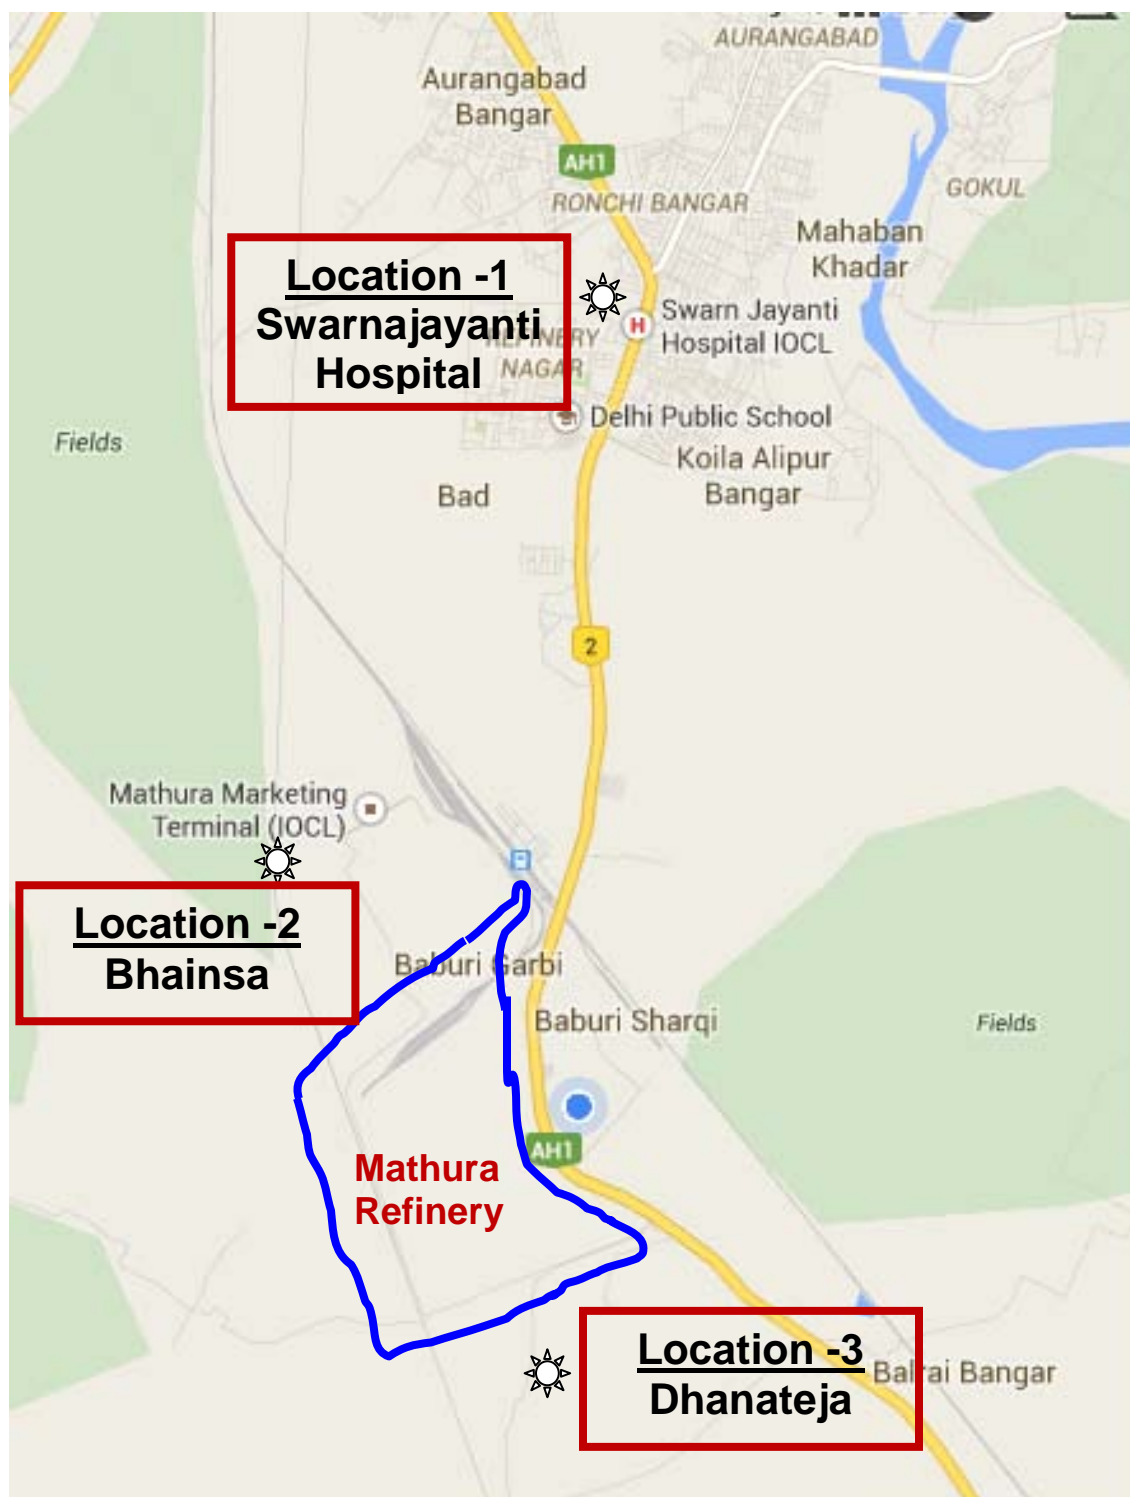 AURANGABAD
Aurangabad
Bangar
AH1
RONCHI BANGAR
GOKUL
Mahaban
Khadar
Location -1
Swarnajayanti
Hospital
REFINERY
NAGAR
H
Swarn Jayanti
Hospital IOCL
Delhi Public School
Koila Alipur
Bangar
Fields
Bad
2
Mathura Marketing
Terminal (IOCL)
Location -2
Bhainsa
Baburi Garbi
Baburi Sharqi
Fields
AH1
Mathura
Refinery
Location -3
Dhanateja
Balrai Bangar